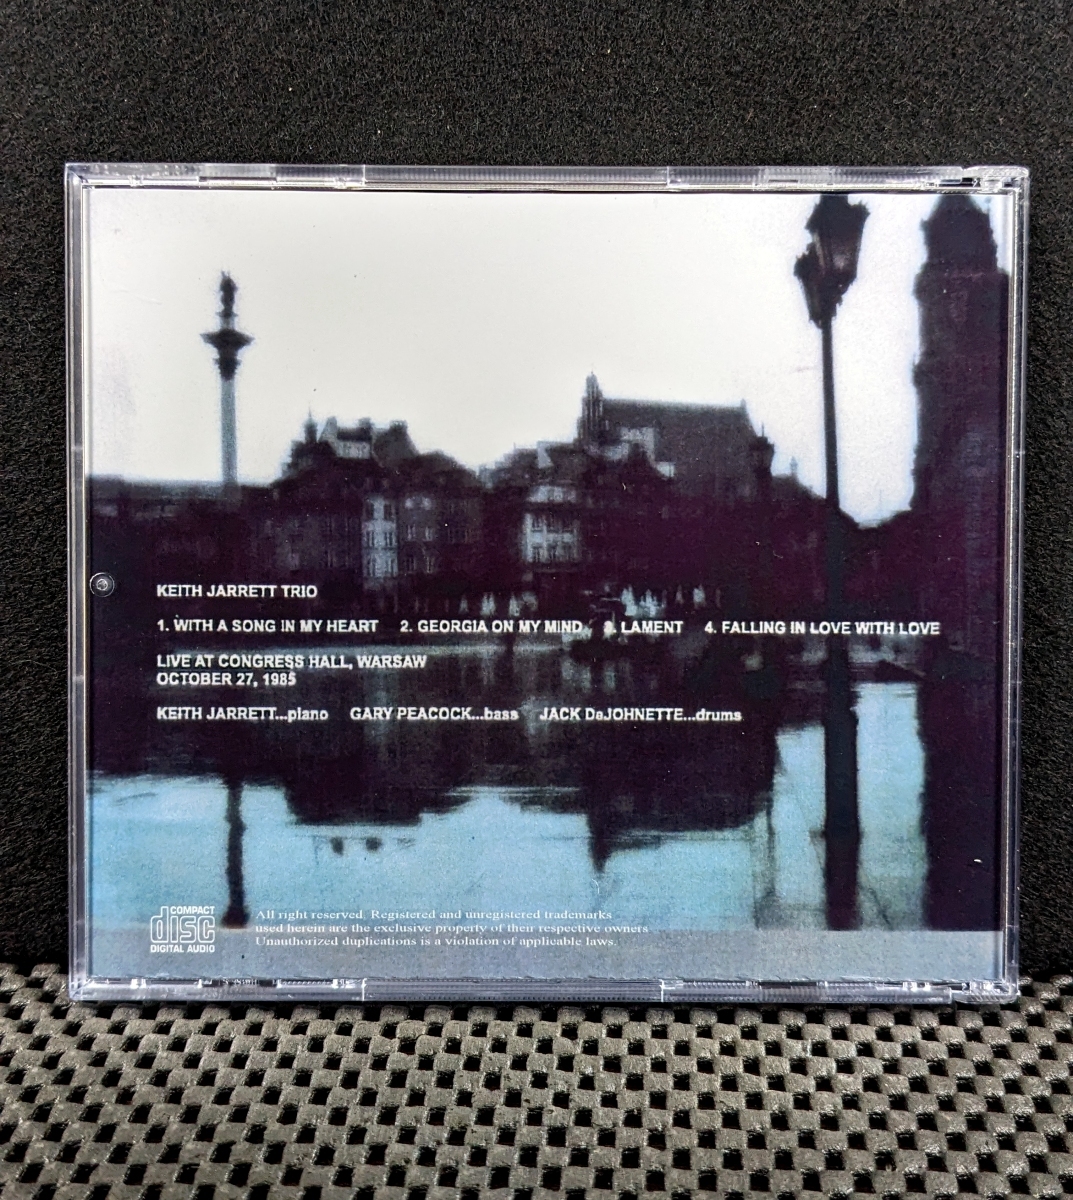 KEITH JARRETT TRIO
1. WITH A SONG IN MY HEART 2. GEORGIA ON MY MIND 3. LAMENT 4. FALLING IN LOVE WITH LOVE
LIVE AT CONGRESS HALL, WARSAW
OCTOBER 27, 1985
KEITH JARRETT...piano GARY PEACOCK...bass JACK DeJOHNETTE...drums
COMPACT
disc
DIGITAL AUDIO
All right reserved. Registered and unregistered trademarks
used herein are the exclusive property of their respective owners
Unauthorized duplications is a violation of applicable laws.